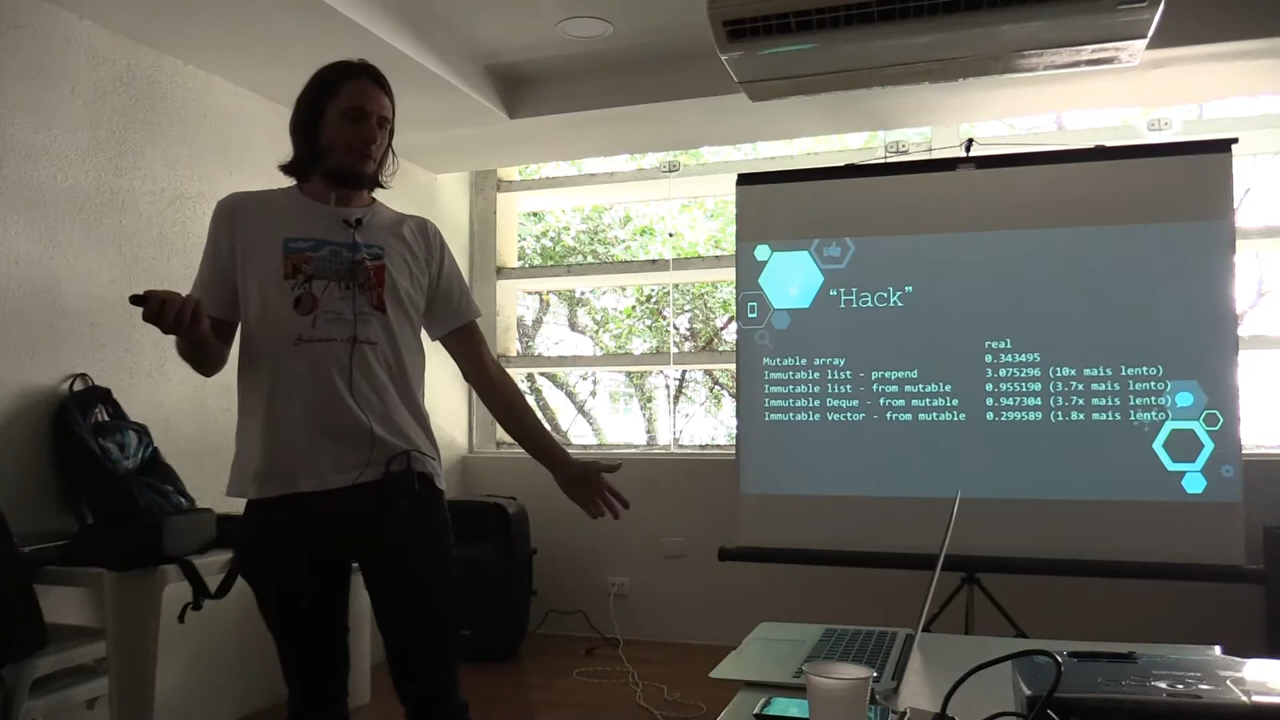 “Hack”
real
Mutable array 0.343495
Immutable list - prepend 3.075296 (10x mais lento)
Immutable list - from mutable 0.955190 (3.7x mais lento)
Immutable Deque - from mutable 0.947304 (3.7x mais lento)
Immutable Vector - from mutable 0.299589 (1.8x mais lento)